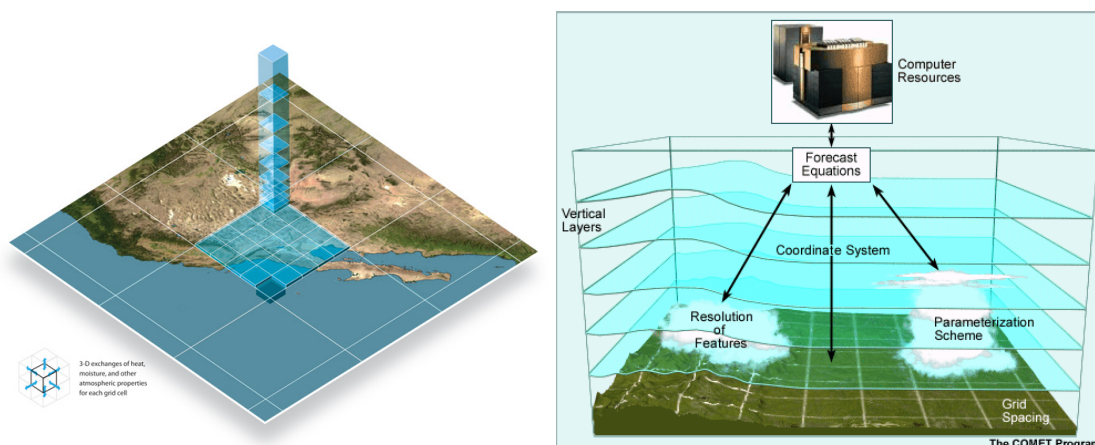 3-D exchanges of heat,
moisture, and other
atmospheric properties
for each grid cell
Computer
Resources
Forecast
Equations
Vertical
Layers
Coordinate System
Resolution
of
Features
Parameterization
Scheme
Grid
Spacing
The COMET Program